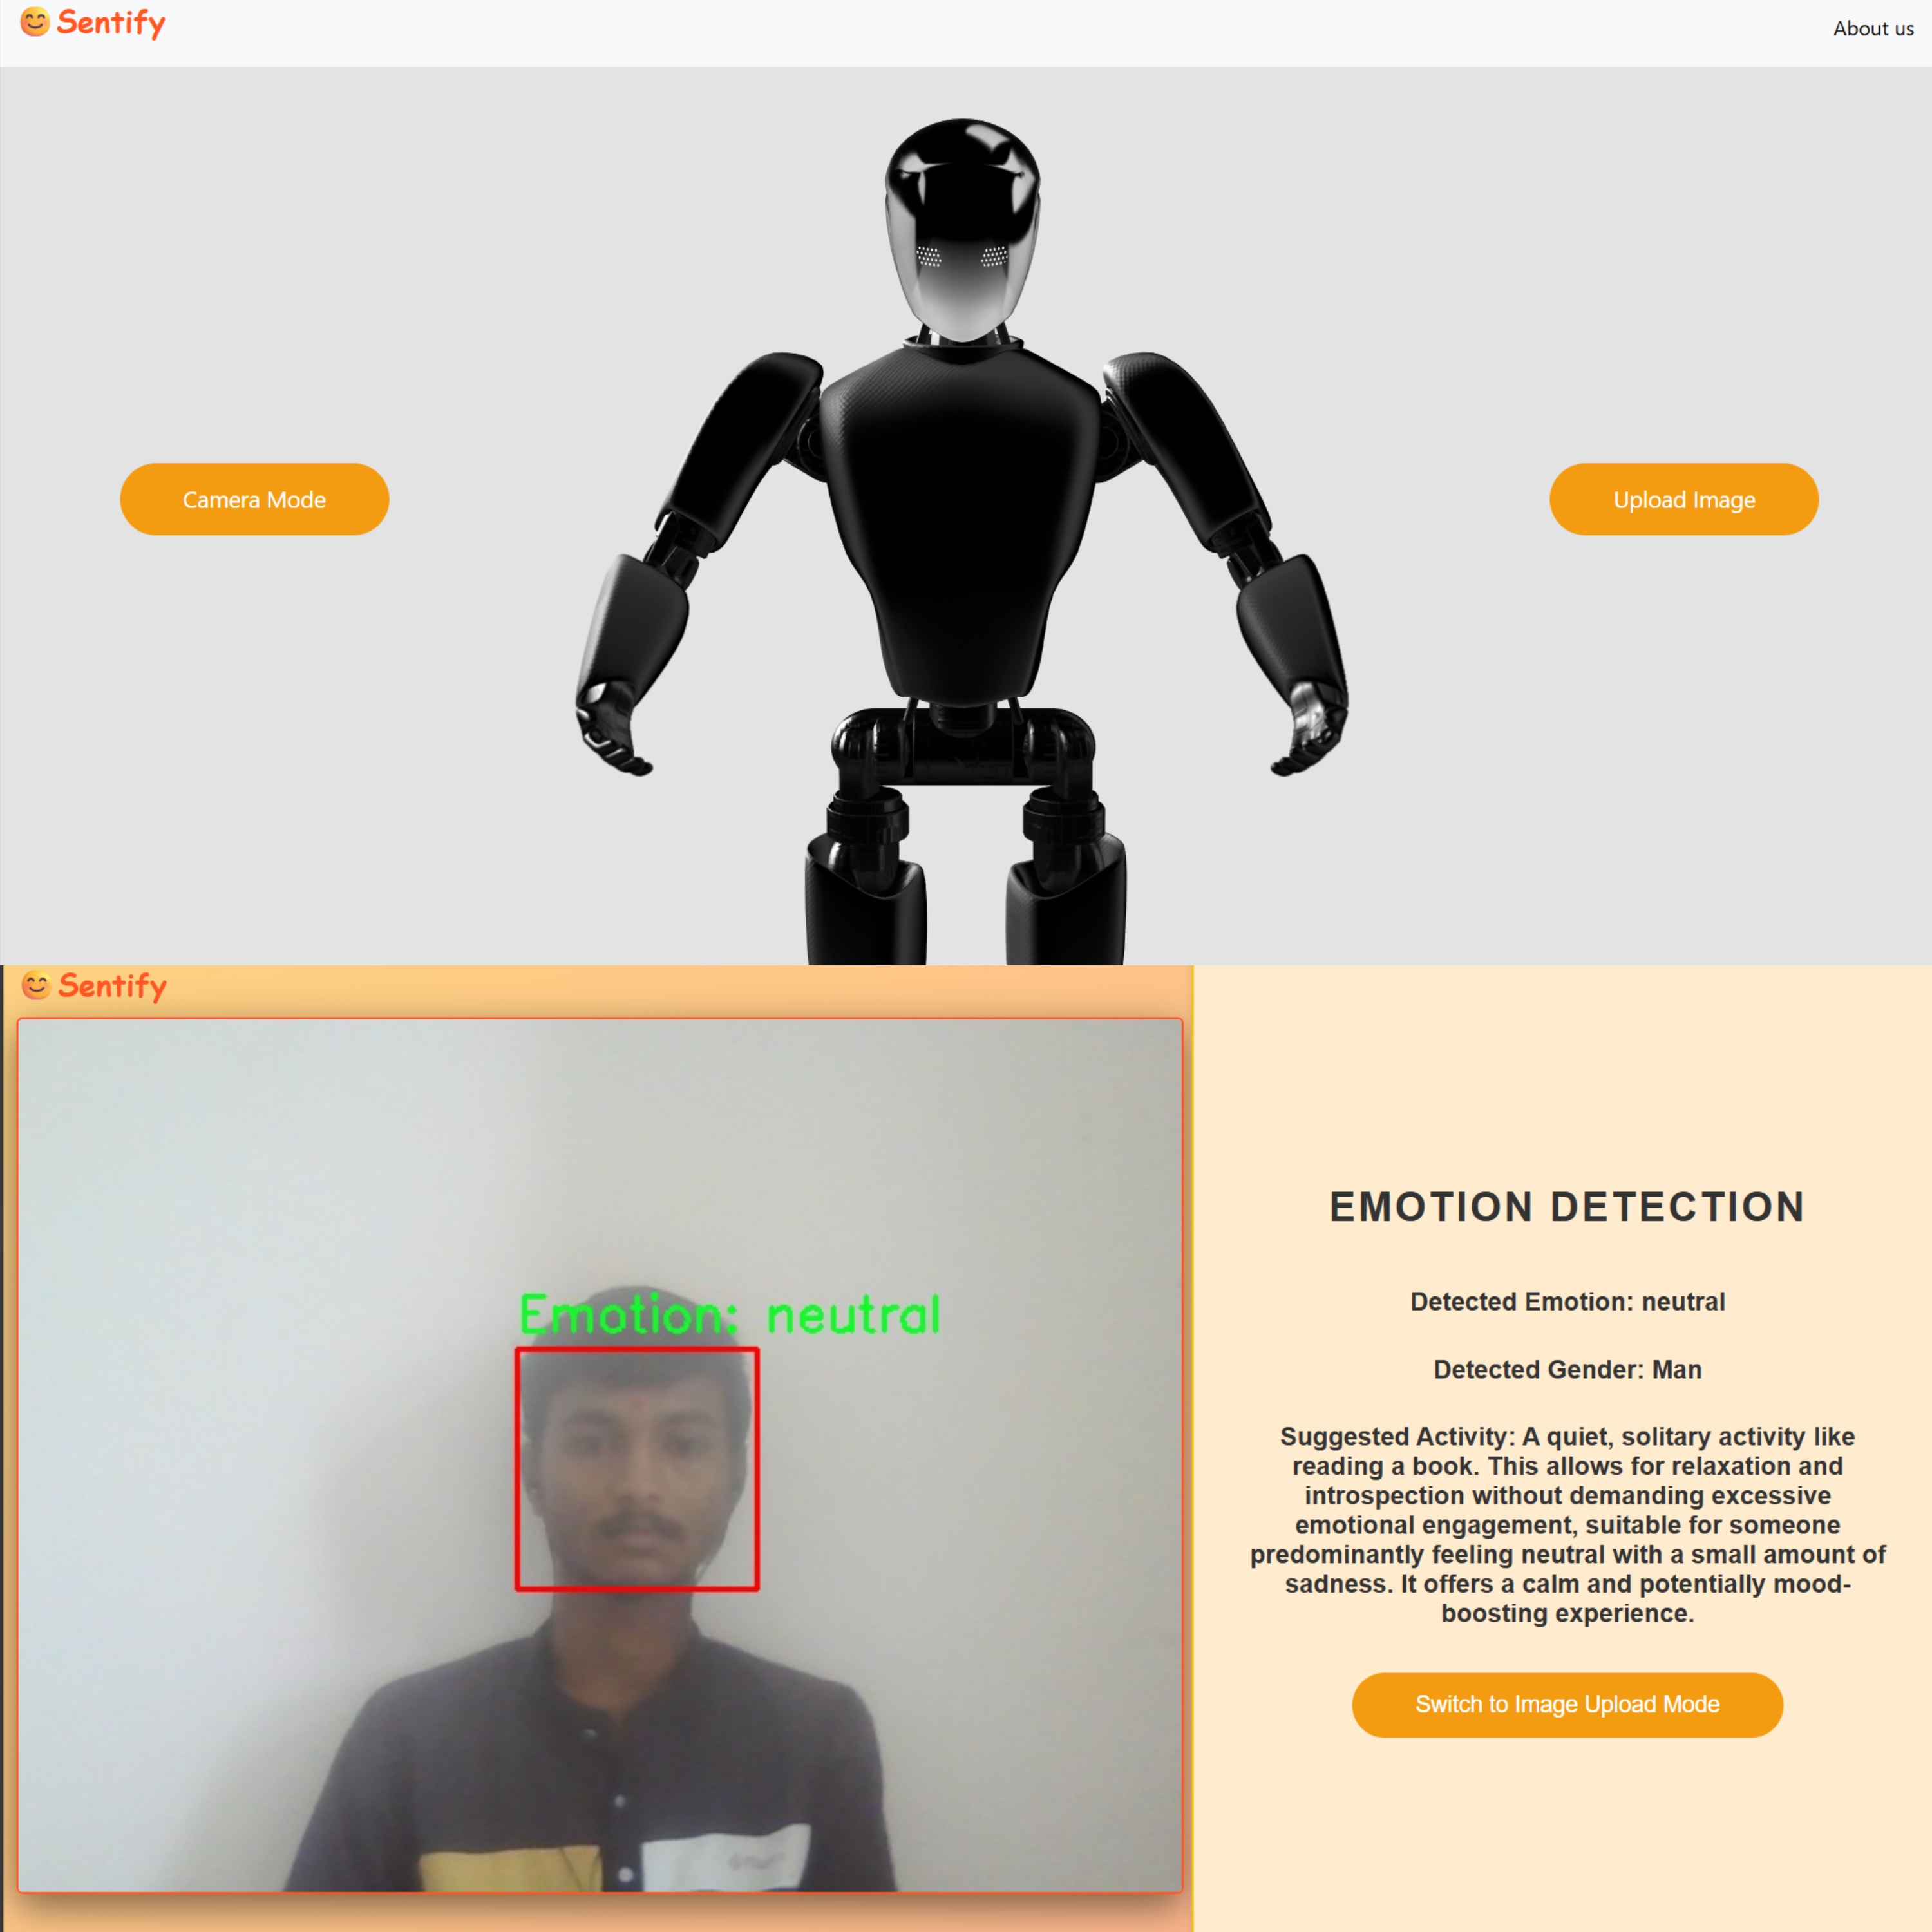 Sentify
About us
Camera Mode
Upload Image
Sentify
Emotion: neutral
EMOTION DETECTION
Detected Emotion: neutral
Detected Gender: Man
Suggested Activity: A quiet, solitary activity like
reading a book. This allows for relaxation and
introspection without demanding excessive
emotional engagement, suitable for someone
predominantly feeling neutral with a small amount of
sadness. It offers a calm and potentially mood-
boosting experience.
Switch to Image Upload Mode